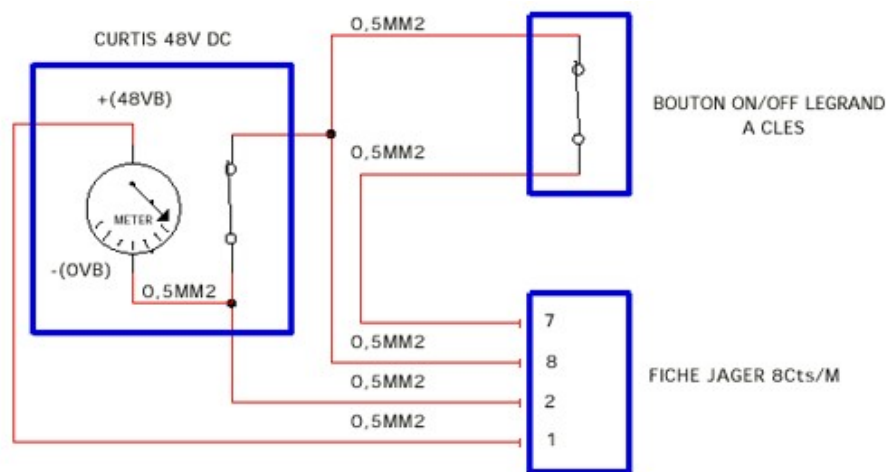 0,5MM2
CURTIS 48V DC
+(48VB)
BOUTON ON/OFF LEGRAND
A CLES
0,5MM2
METER
-(0VB)
0,5MM2
7
0,5MM2
8
FICHE JAGER 8Cts/M
0,5MM2
2
0,5MM2
1